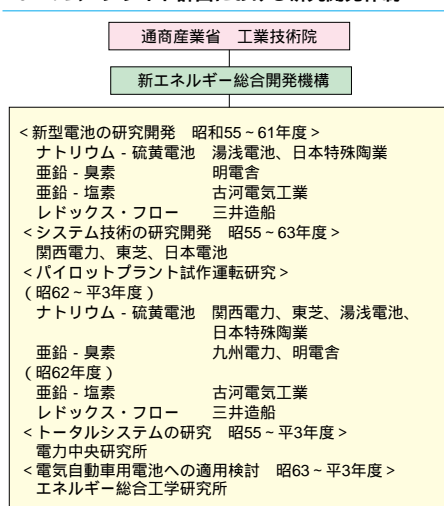 通商産業省　工業技術院
新エネルギー総合開発機構
＜新型電池の研究開発　昭和55～61年度＞
ナトリウム - 硫黄電池　湯浅電池、日本特殊陶業
亜鉛 - 臭素　明電舎
亜鉛 - 塩素　古河電気工業
レドックス・フロー　三井造船
＜システム技術の研究開発　昭55～63年度＞
関西電力、東芝、日本電池
＜パイロットプラント試作運転研究＞
（昭62～平3年度）
ナトリウム - 硫黄電池　関西電力、東芝、湯浅電池、
日本特殊陶業
亜鉛 - 臭素　九州電力、明電舎
（昭62年度）
亜鉛 - 塩素　古河電気工業
レドックス・フロー　三井造船
＜トータルシステムの研究　昭55～平3年度＞
電力中央研究所
＜電気自動車用電池への適用検討　昭63～平3年度＞
エネルギー総合工学研究所